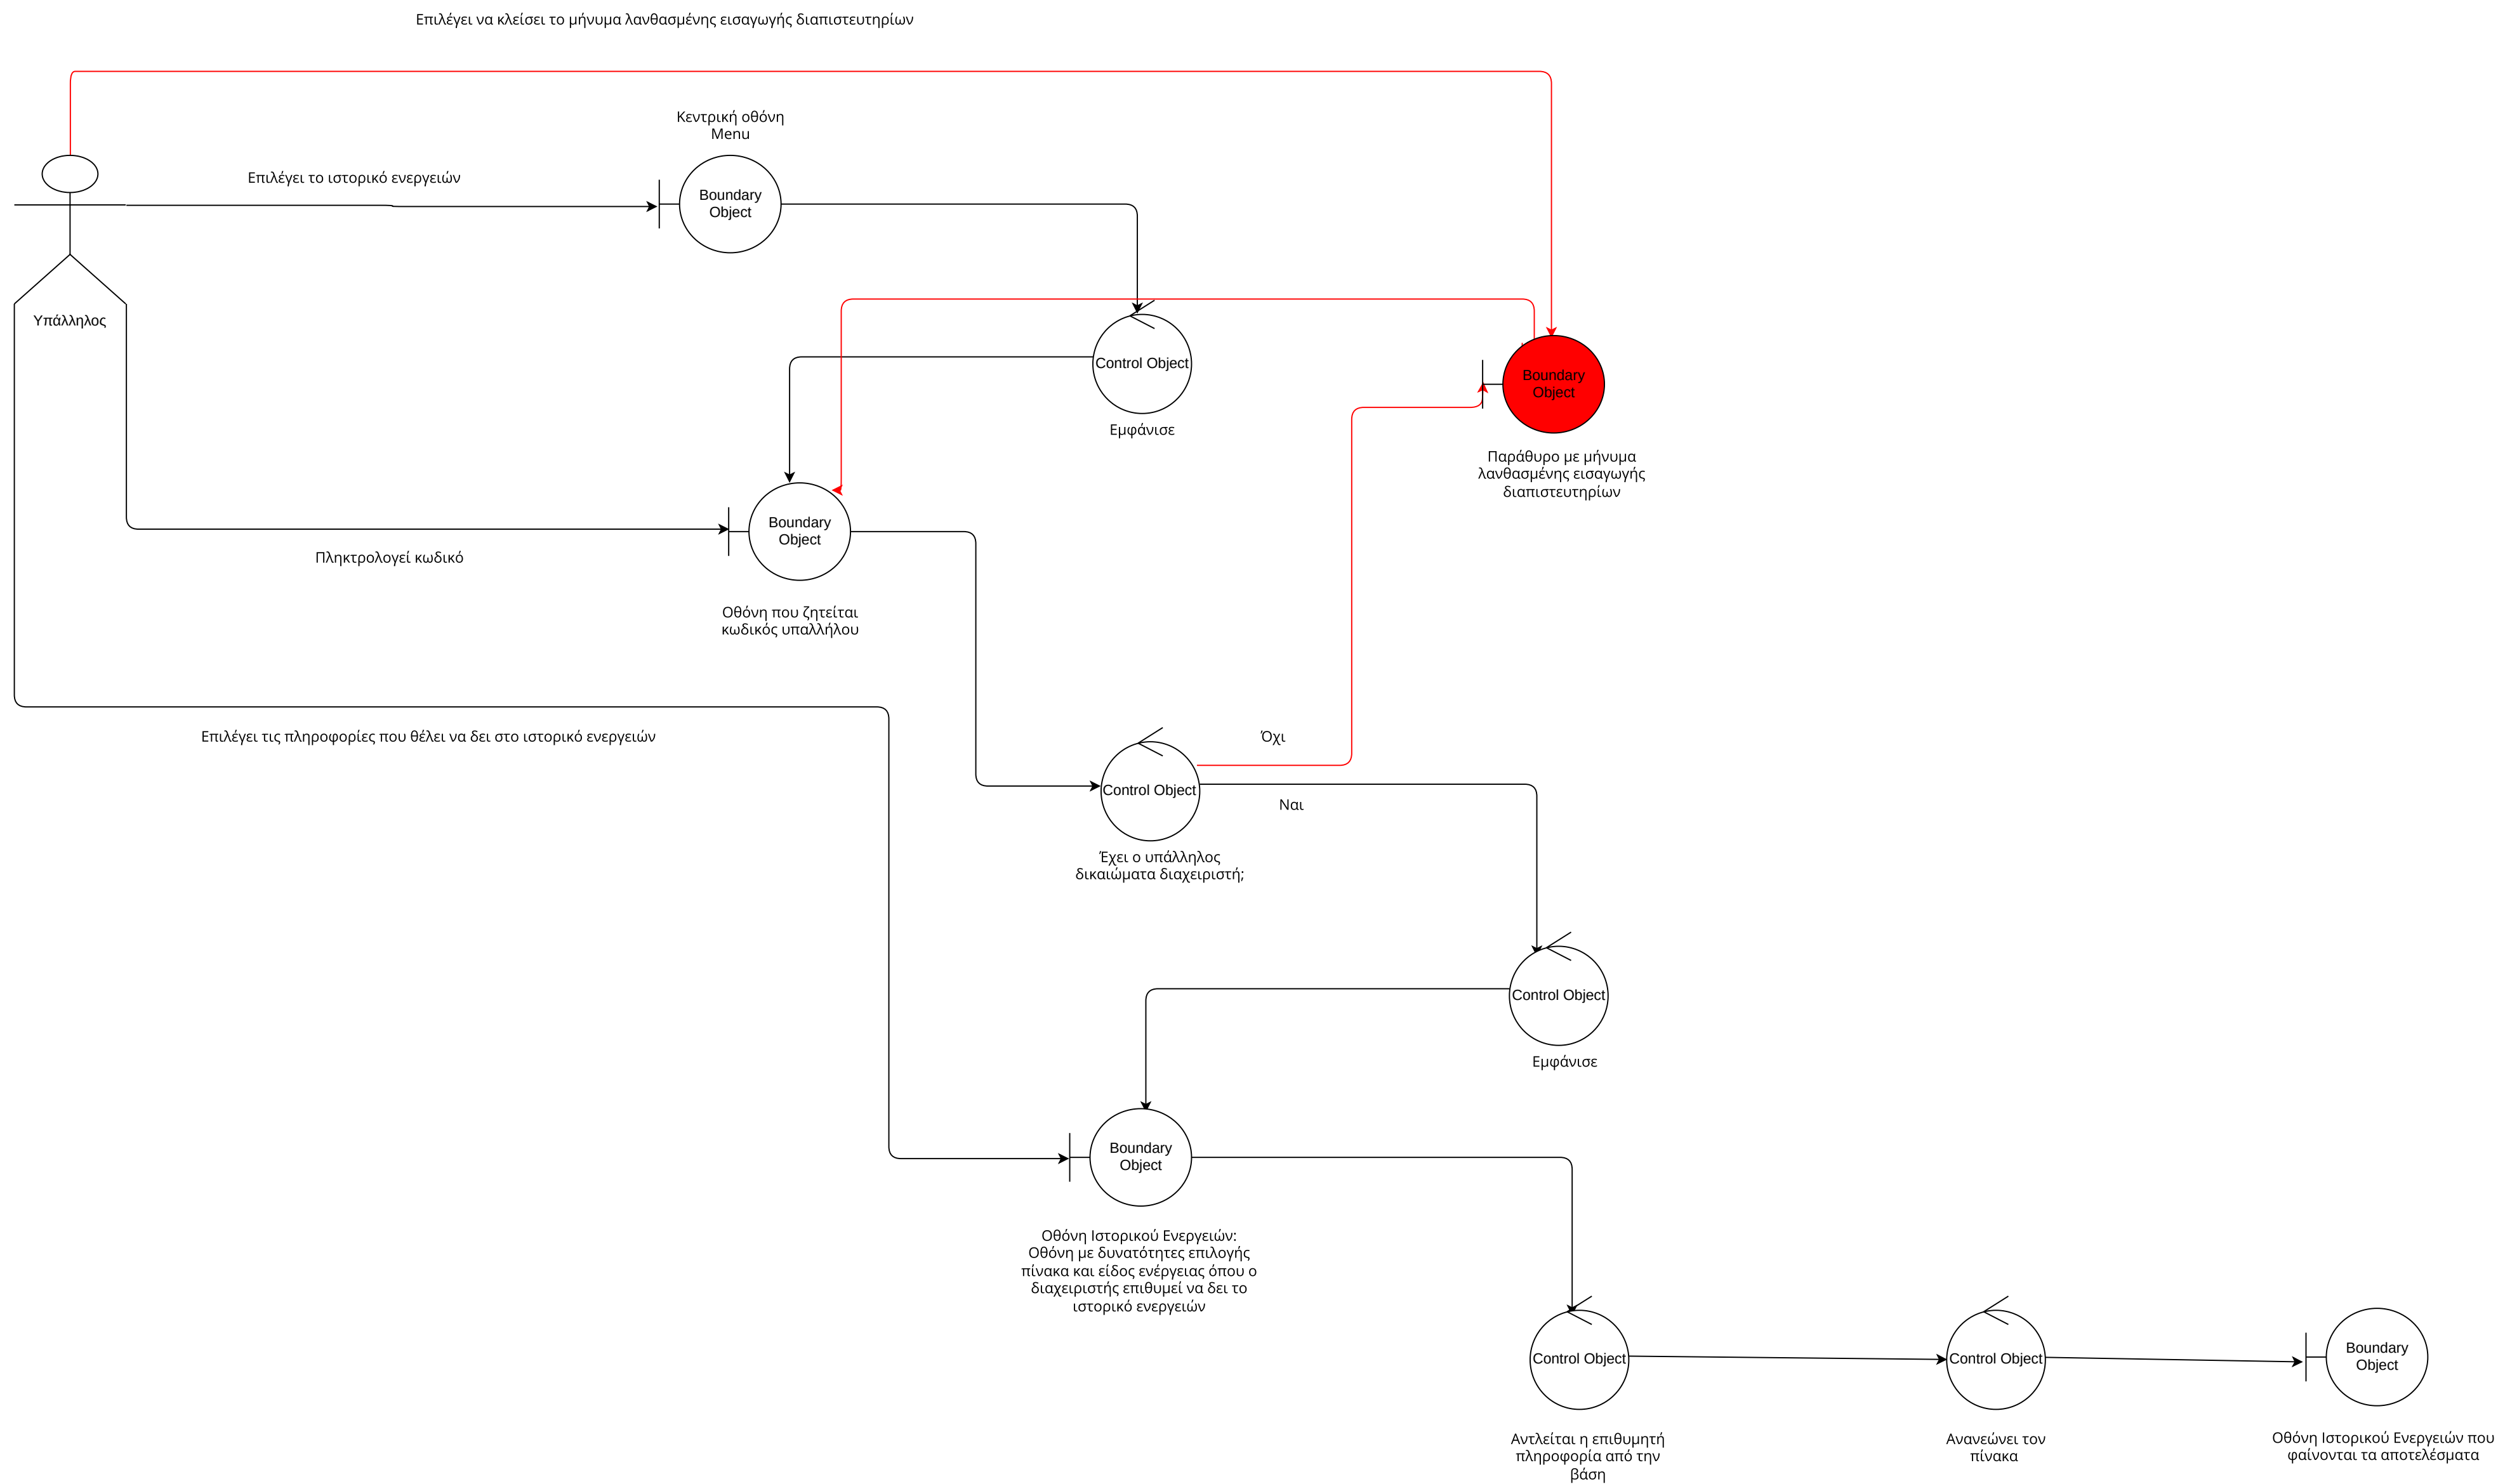 Επιλέγει να κλείσει το μήνυμα λανθασμένης εισαγωγής διαπιστευτηρίων
Κεντρική οθόνη
Menu
Επιλέγει το ιστορικό ενεργειών
Boundary
Object
Υπάλληλος
Control Object
Εμφάνισε
Boundary
Object
Παράθυρο με μήνυμα
λανθασμένης εισαγωγής
διαπιστευτηρίων
Boundary
Object
Πληκτρολογεί κωδικό
Οθόνη που ζητείται
κωδικός υπαλλήλου
Επιλέγει τις πληροφορίες που θέλει να δει στο ιστορικό ενεργειών
Όχι
Control Object
Ναι
Έχει ο υπάλληλος
δικαιώματα διαχειριστή;
Control Object
Εμφάνισε
Boundary
Object
Οθόνη Ιστορικού Ενεργειών:
Οθόνη με δυνατότητες επιλογής
πίνακα και είδος ενέργειας όπου ο
διαχειριστής επιθυμεί να δει το
ιστορικό ενεργειών
Control Object
Control Object
Boundary
Object
Αντλείται η επιθυμητή
πληροφορία από την
βάση
Ανανεώνει τον
πίνακα
Οθόνη Ιστορικού Ενεργειών που
φαίνονται τα αποτελέσματα